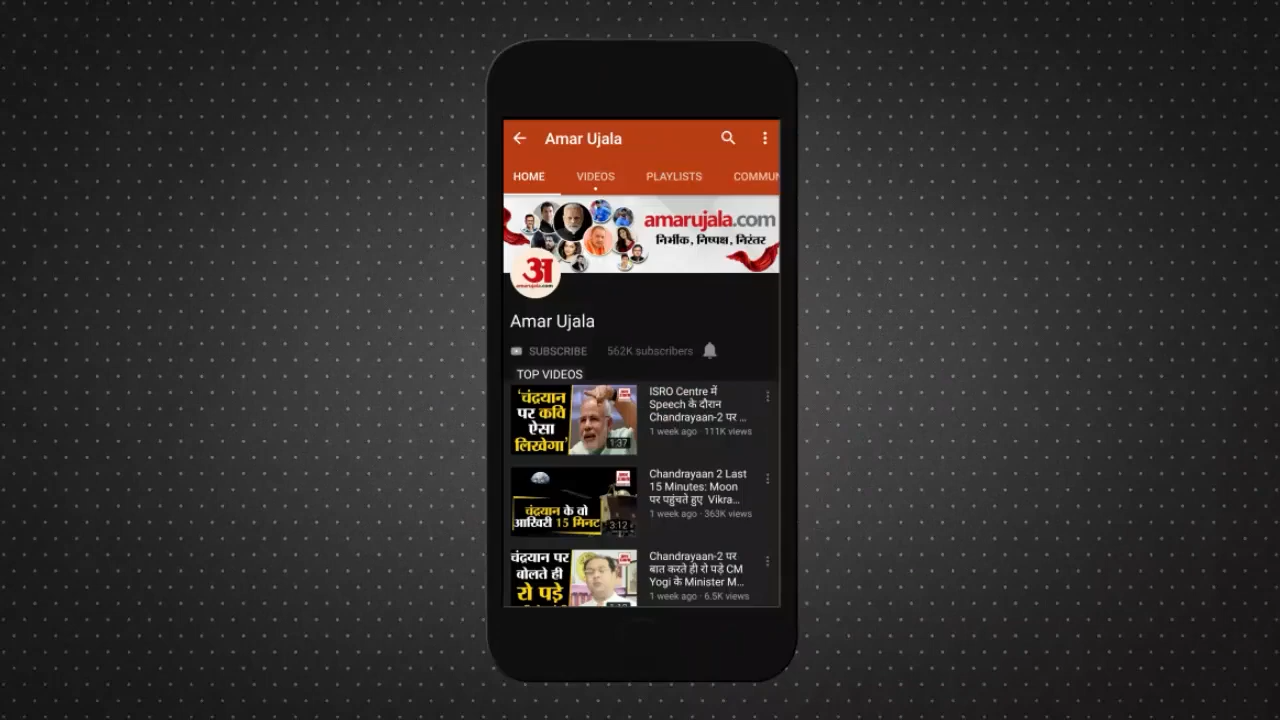 Amar Ujala
HOME VIDEOS PLAYLISTS COMMUN
amarujala.com
निर्भीक, निष्पक्ष, निरंतर
अ
amarujala.com
Amar Ujala
SUBSCRIBE 562K subscribers
TOP VIDEOS
'चंद्रयान
पर कवि
ऐसा
लिखेगा'
1:37
ISRO Centre में
Speech के दौरान
Chandrayaan-2 पर ...
1 week ago · 111K views
चंद्रयान के वो
आखिरी 15 मिनट
3:12
Chandrayaan 2 Last
15 Minutes: Moon
पर पहुंचते हुए Vikra...
1 week ago · 363K views
चंद्रयान पर
बोलते ही
रो पड़े
Chandrayaan-2 पर
बात करते ही रो पड़े CM
Yogi के Minister M...
1 week ago · 6.5K views